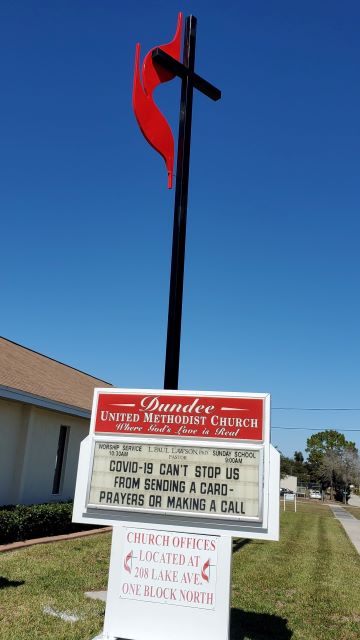 Dundee
UNITED METHODIST CHURCH
Where God's Love is Real
WORSHIP SERVICE L. PAUL LAWSON PhD SUNDAY SCHOOL
10:30AM PASTOR 9:00AM
COVID-19 CAN'T STOP US
FROM SENDING A CARD-
PRAYERS OR MAKING A CALL
CHURCH OFFICES
LOCATED AT
208 LAKE AVE.
ONE BLOCK NORTH